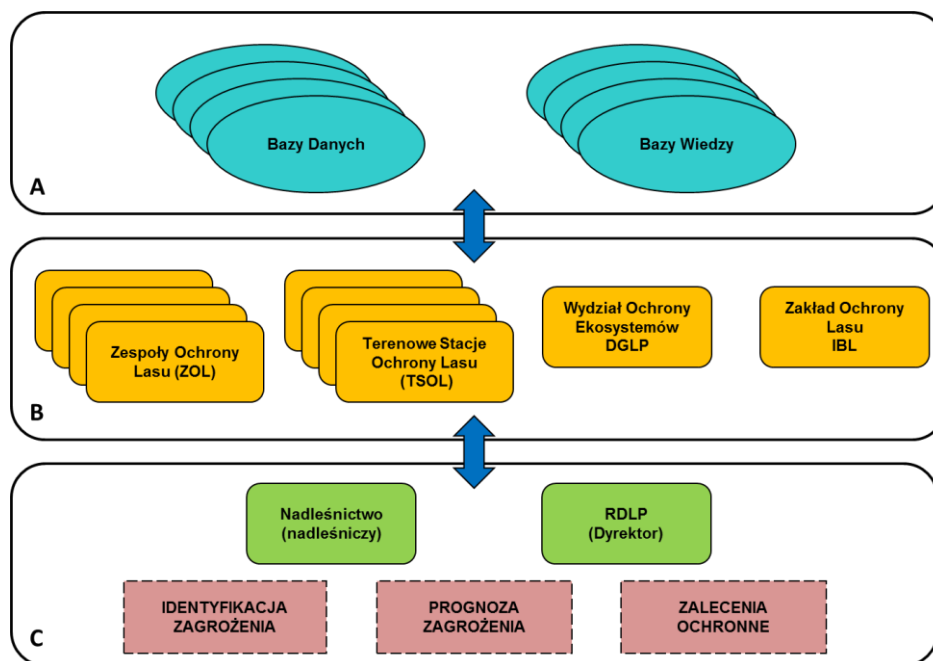 Bazy Danych
Bazy Wiedzy
A
Zespoły Ochrony
Lasu (ZOL)
Terenowe Stacje
Ochrony Lasu
(TSOL)
Wydział Ochrony
Ekosystemów
DGLP
Zakład Ochrony
Lasu
IBL
B
Nadleśnictwo
(nadleśniczy)
RDLP
(Dyrektor)
IDENTYFIKACJA
ZAGROŻENIA
PROGNOZA
ZAGROŻENIA
ZALECENIA
OCHRONNE
C